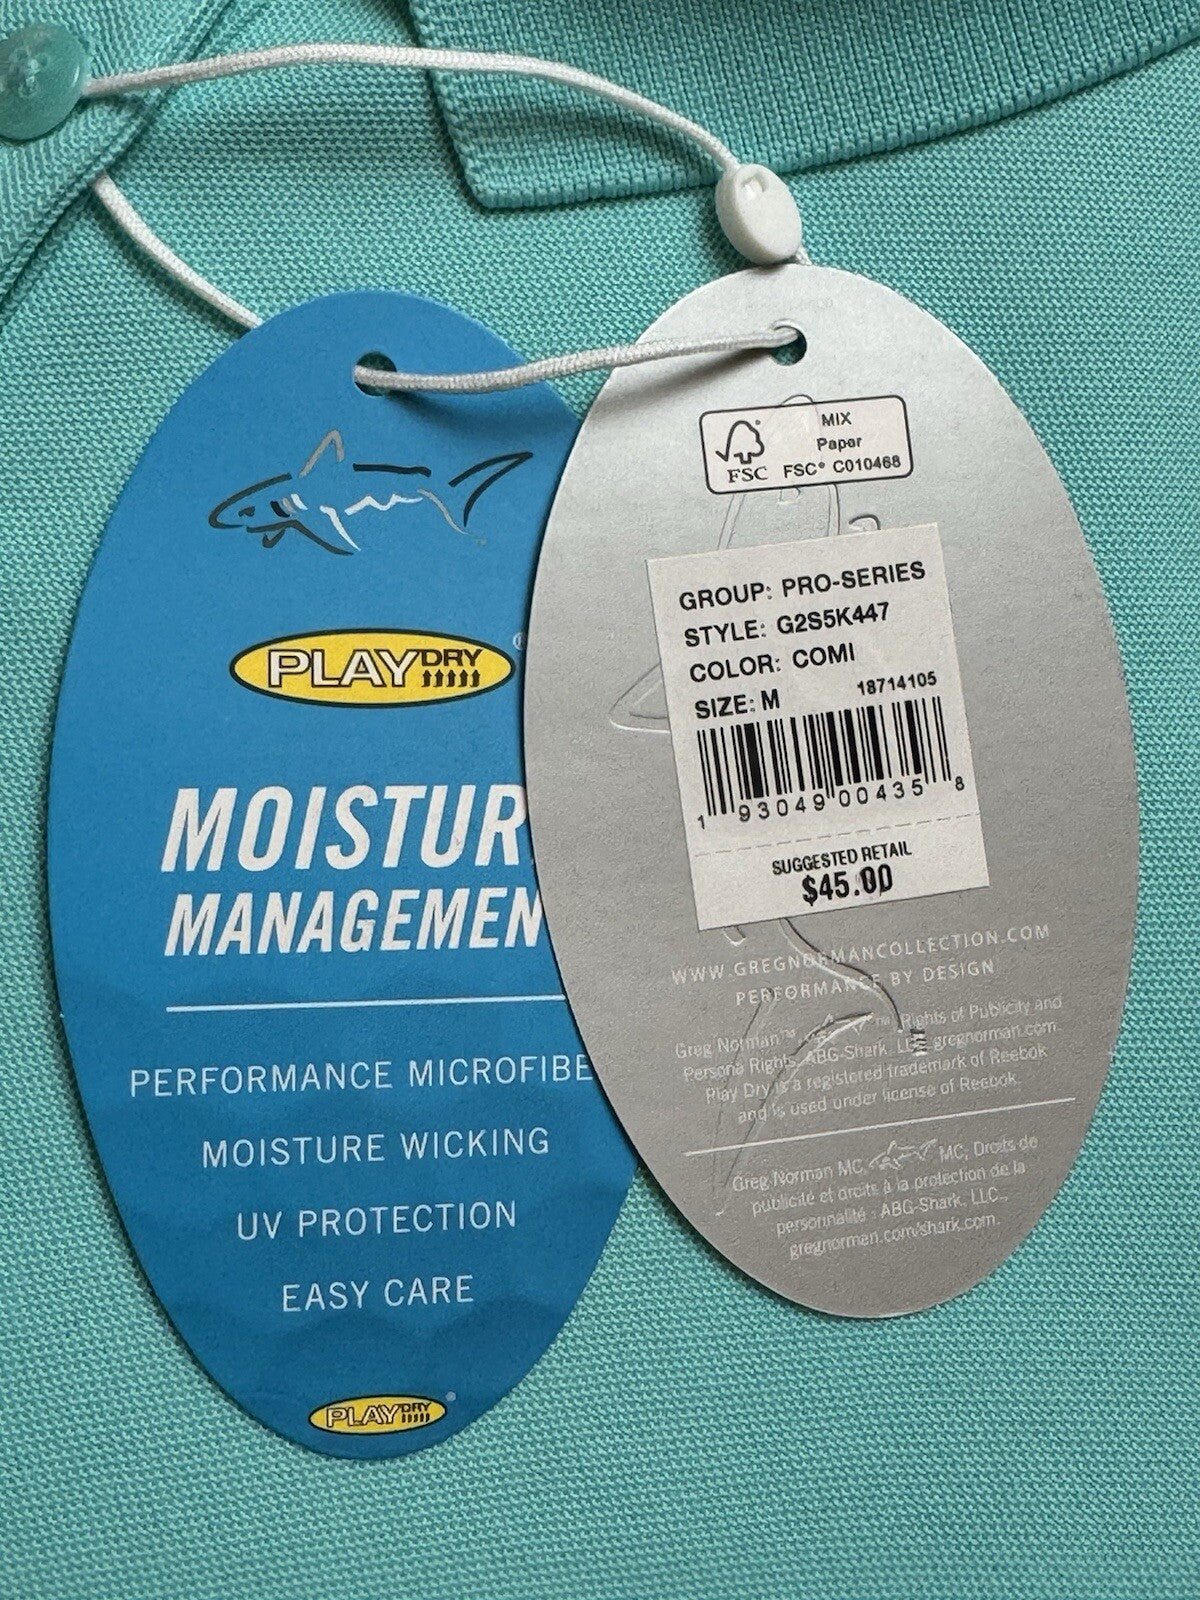 PLAYDRY
®
MOISTUR
MANAGEMEN
PERFORMANCE MICROFIBE
MOISTURE WICKING
UV PROTECTION
EASY CARE
PLAYDRY®
FSC
MIX
Paper
FSC® C010468
GROUP: PRO-SERIES
STYLE: G2S5K447
COLOR: COMI
SIZE: M
18714105
1 93049 00435 8
SUGGESTED RETAIL
$45.00
WWW.GREGNORMANCOLLECTION.COM
PERFORMANCE BY DESIGN
Greg Norman™ ™ Rights of Publicity and
Persona Rights: ABG-Shark, LLC. gregnorman.com
Play Dry is a registered trademark of Reebok
and is used under license of Reebok.
Greg Norman MC, MC, Droits de
publicité et droits à la protection de la
personnalité : ABG-Shark, LLC.,
gregnorman.com/shark.com.